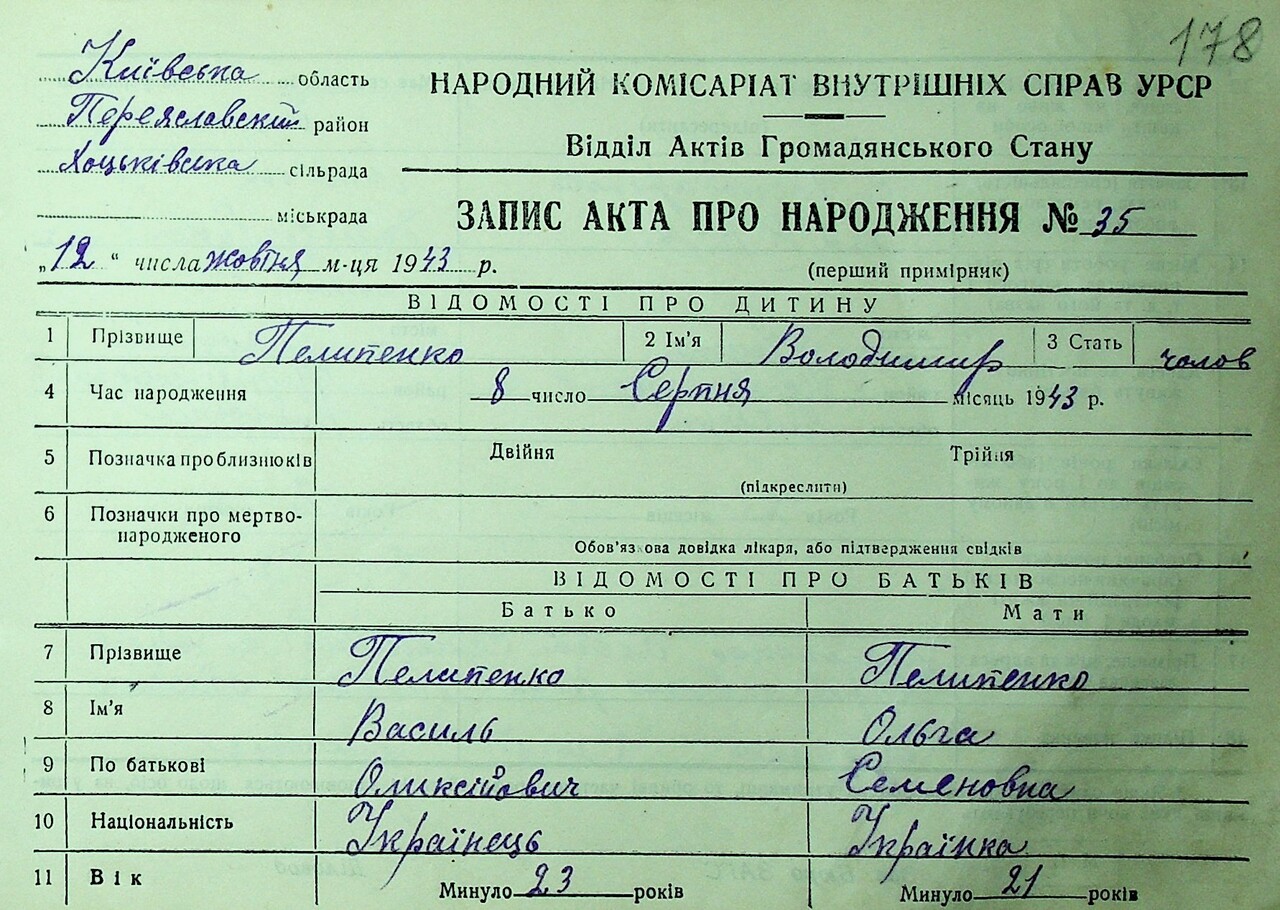 178
Київська область
Переяславский район
Хоцьківська сільрада
міськрада
НАРОДНИЙ КОМІСАРІАТ ВНУТРІШНІХ СПРАВ УРСР
Відділ Актів Громадянського Стану
ЗАПИС АКТА ПРО НАРОДЖЕННЯ № 35
„12“ числа жовтня м-ця 1943 р.
(перший примірник)
ВІДОМОСТІ ПРО ДИТИНУ
1 Прізвище Пелипенко 2 Ім'я Володимир 3 Стать чолов
4 Час народження 8 число Серпня місяць 1943 р.
5 Позначка про близнюків Двійня Трійня
(підкреслити)
6 Позначки про мертво-
народженого
Обов'язкова довідка лікаря, або підтвердження свідків
ВІДОМОСТІ ПРО БАТЬКІВ
Батько Мати
7 Прізвище Пелипенко Пелипенко
8 Ім'я Василь Ольга
9 По батькові Оликсійович Семеновна
10 Національність Українець Українка
11 Вік Минуло 23 років Минуло 21 років